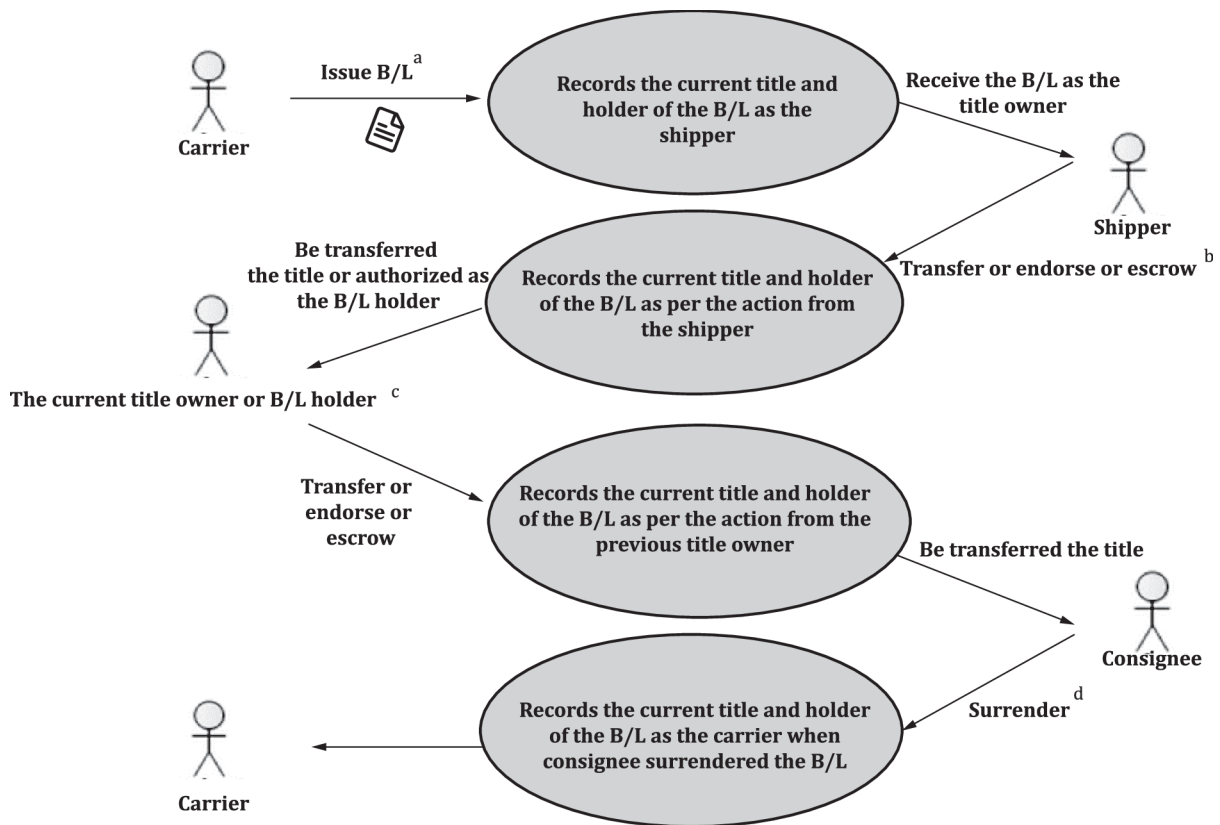 Issue B/L a
Carrier
Records the current title and
holder of the B/L as the
shipper
Receive the B/L as the
title owner
Shipper
Transfer or endorse or escrow b
Records the current title and holder
of the B/L as per the action from
the shipper
Be transferred
the title or authorized as
the B/L holder
The current title owner or B/L holder c
Transfer or
endorse or
escrow
Records the current title and holder
of the B/L as per the action from the
previous title owner
Be transferred the title
Consignee
Surrender d
Records the current title and holder
of the B/L as the carrier when
consignee surrendered the B/L
Carrier